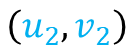 (u₂, v₂)